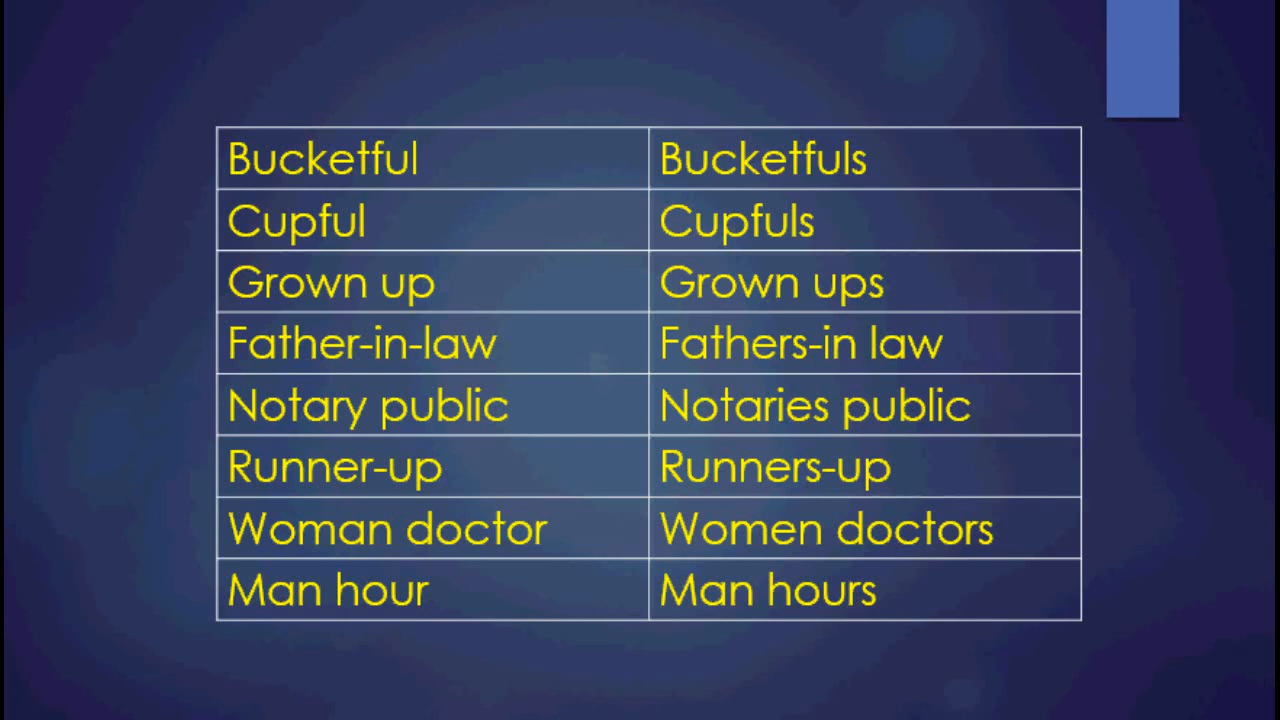 Bucketful Bucketfuls
Cupful Cupfuls
Grown up Grown ups
Father-in-law Fathers-in law
Notary public Notaries public
Runner-up Runners-up
Woman doctor Women doctors
Man hour Man hours